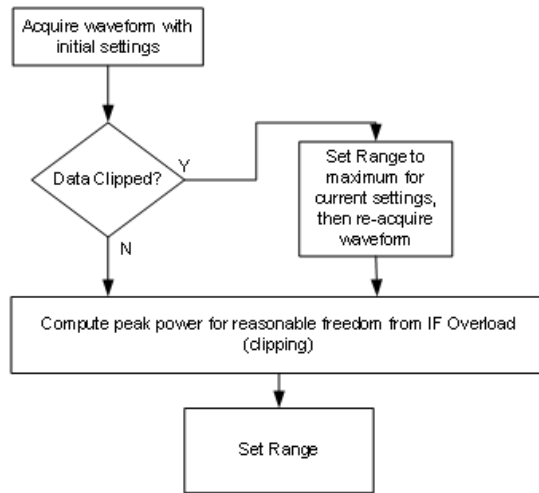 Acquire waveform with
initial settings
Data Clipped?
Y
N
Set Range to
maximum for
current settings,
then re-acquire
waveform
Compute peak power for reasonable freedom from IF Overload
(clipping)
Set Range